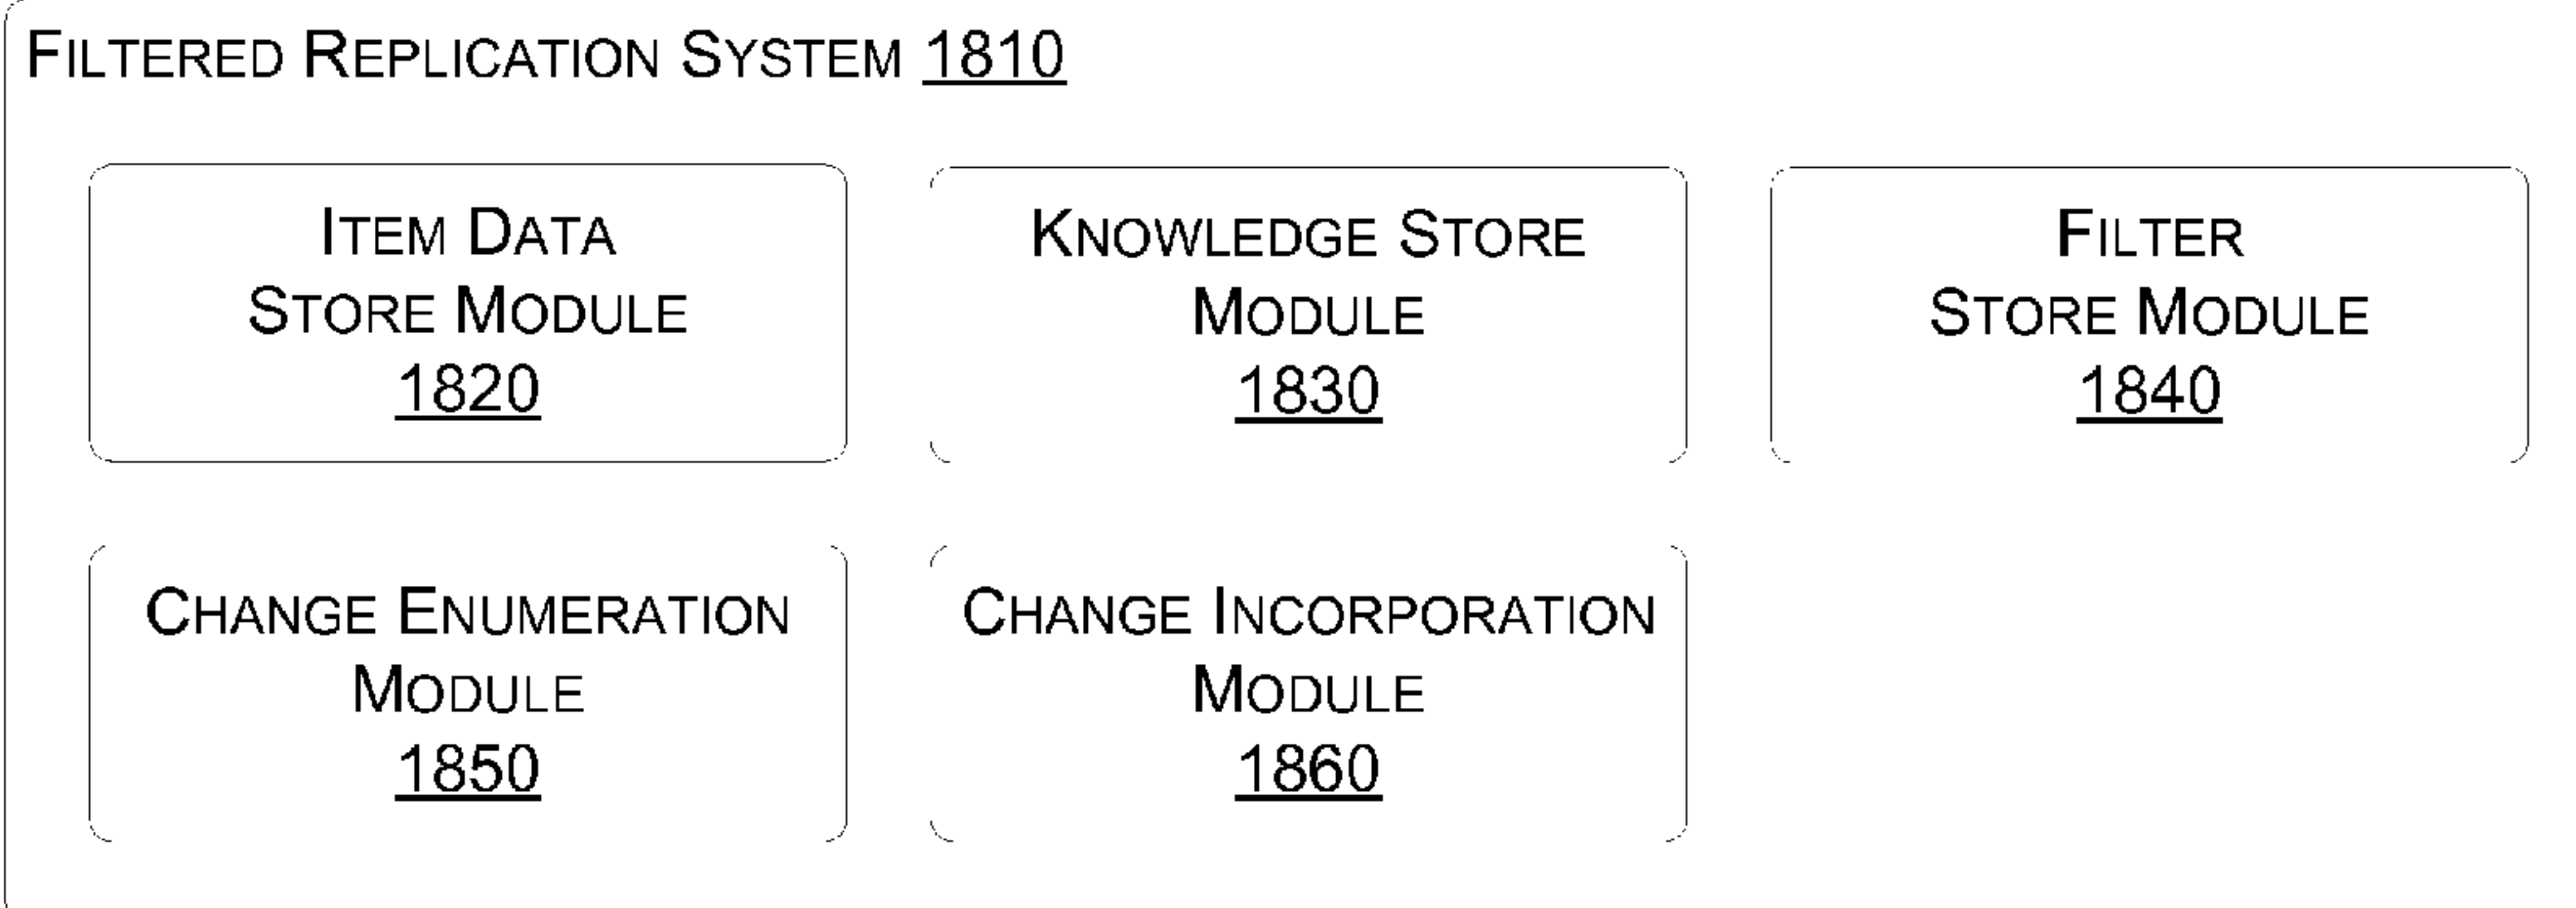 FILTERED REPLICATION SYSTEM 1810
ITEM DATA
STORE MODULE
1820
KNOWLEDGE STORE
MODULE
1830
FILTER
STORE MODULE
1840
CHANGE ENUMERATION
MODULE
1850
CHANGE INCORPORATION
MODULE
1860